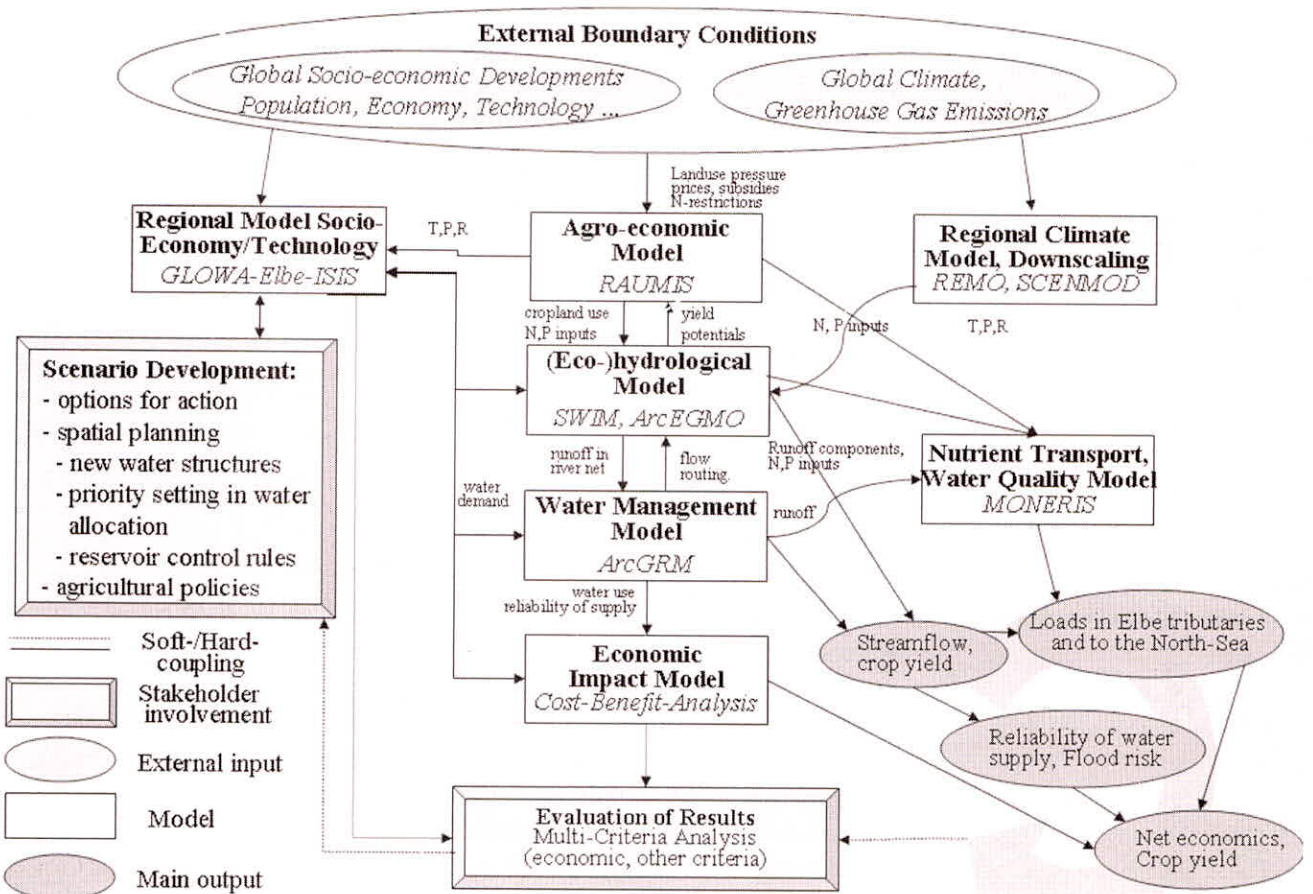 External Boundary Conditions
Global Socio-economic Developments
Population, Economy, Technology ...
Global Climate,
Greenhouse Gas Emissions
Landuse pressure
prices, subsidies
N-restrictions
Regional Model Socio-
Economy/Technology
GLOWA-Elbe-ISIS
T,P,R
Agro-economic
Model
RAUMIS
Regional Climate
Model, Downscaling
REMO, SCENMOD
cropland use
N,P inputs
yield
potentials
N, P inputs
T,P,R
Scenario Development:
- options for action
- spatial planning
- new water structures
- priority setting in water
allocation
- reservoir control rules
- agricultural policies
(Eco-)hydrological
Model
SWIM, ArcEGMO
runoff in
river net
flow
routing.
Runoff components,
N,P inputs
Nutrient Transport,
Water Quality Model
MONERIS
water
demand
Water Management
Model
ArcGRM
runoff
water use
reliability of supply
Streamflow,
crop yield
Loads in Elbe tributaries
and to the North-Sea
Economic
Impact Model
Cost-Benefit-Analysis
Reliability of water
supply, Flood risk
Evaluation of Results
Multi-Criteria Analysis
(economic, other criteria)
Net economics,
Crop yield
Soft-/Hard-
coupling
Stakeholder
involvement
External input
Model
Main output